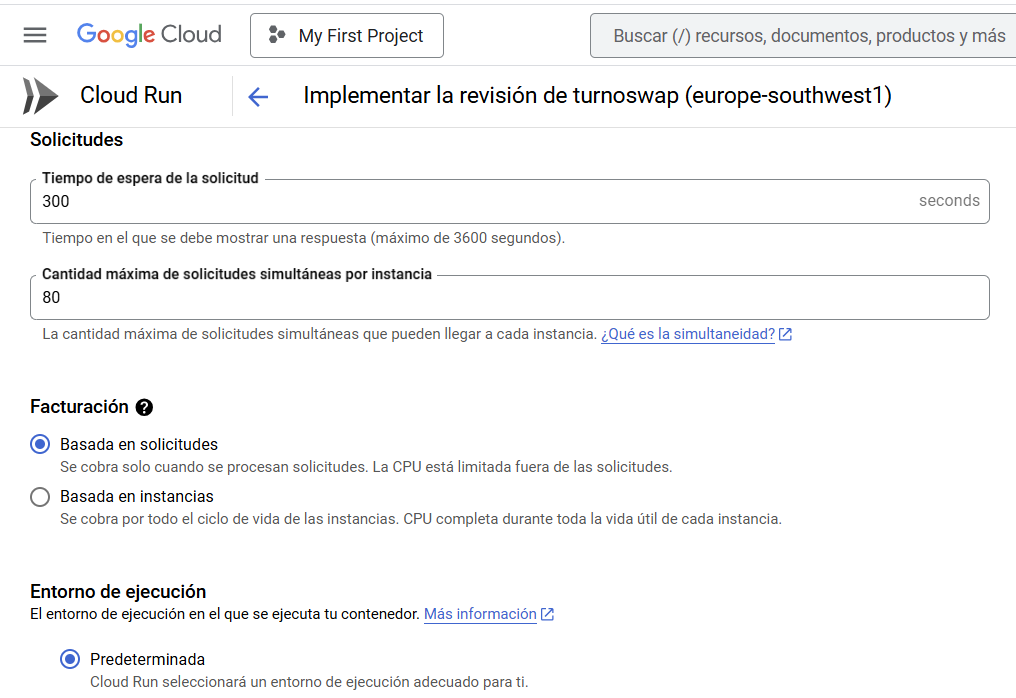 Google Cloud
My First Project
Buscar (/) recursos, documentos, productos y más
Cloud Run
Implementar la revisión de turnoswap (europe-southwest1)
Solicitudes
Tiempo de espera de la solicitud
300
seconds
Tiempo en el que se debe mostrar una respuesta (máximo de 3600 segundos).
Cantidad máxima de solicitudes simultáneas por instancia
80
La cantidad máxima de solicitudes simultáneas que pueden llegar a cada instancia. ¿Qué es la simultaneidad?
Facturación
Basada en solicitudes
Se cobra solo cuando se procesan solicitudes. La CPU está limitada fuera de las solicitudes.
Basada en instancias
Se cobra por todo el ciclo de vida de las instancias. CPU completa durante toda la vida útil de cada instancia.
Entorno de ejecución
El entorno de ejecución en el que se ejecuta tu contenedor. Más información
Predeterminada
Cloud Run seleccionará un entorno de ejecución adecuado para ti.